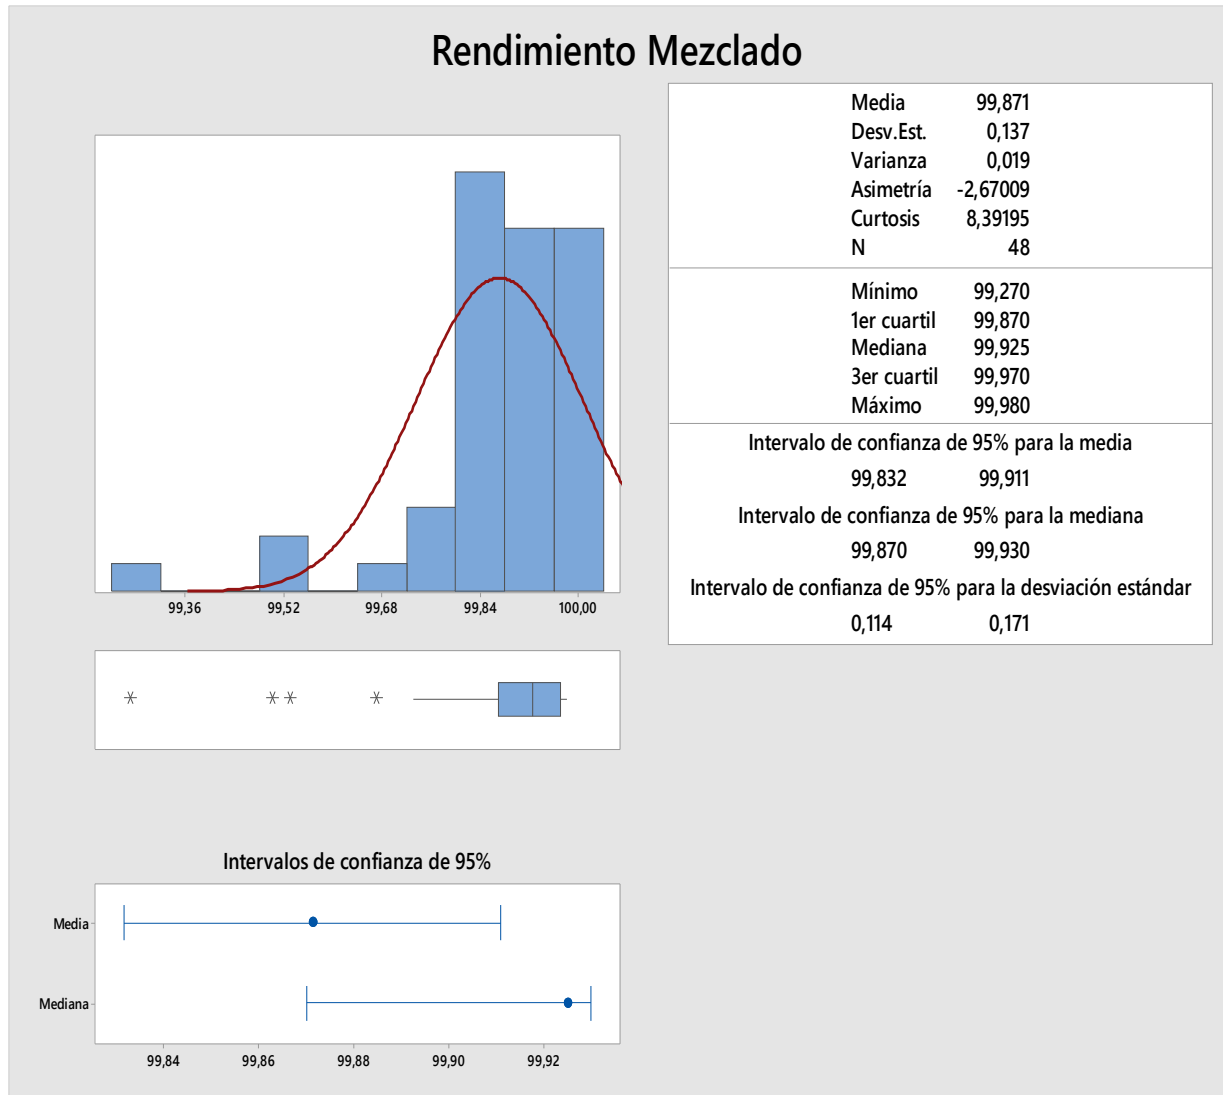 Rendimiento Mezclado
Media 99,871
Desv.Est. 0,137
Varianza 0,019
Asimetría -2,67009
Curtosis 8,39195
N 48
Mínimo 99,270
1er cuartil 99,870
Mediana 99,925
3er cuartil 99,970
Máximo 99,980
Intervalo de confianza de 95% para la media
99,832 99,911
Intervalo de confianza de 95% para la mediana
99,870 99,930
Intervalo de confianza de 95% para la desviación estándar
0,114 0,171
99,36 99,52 99,68 99,84 100,00
Intervalos de confianza de 95%
Media
Mediana
99,84 99,86 99,88 99,90 99,92